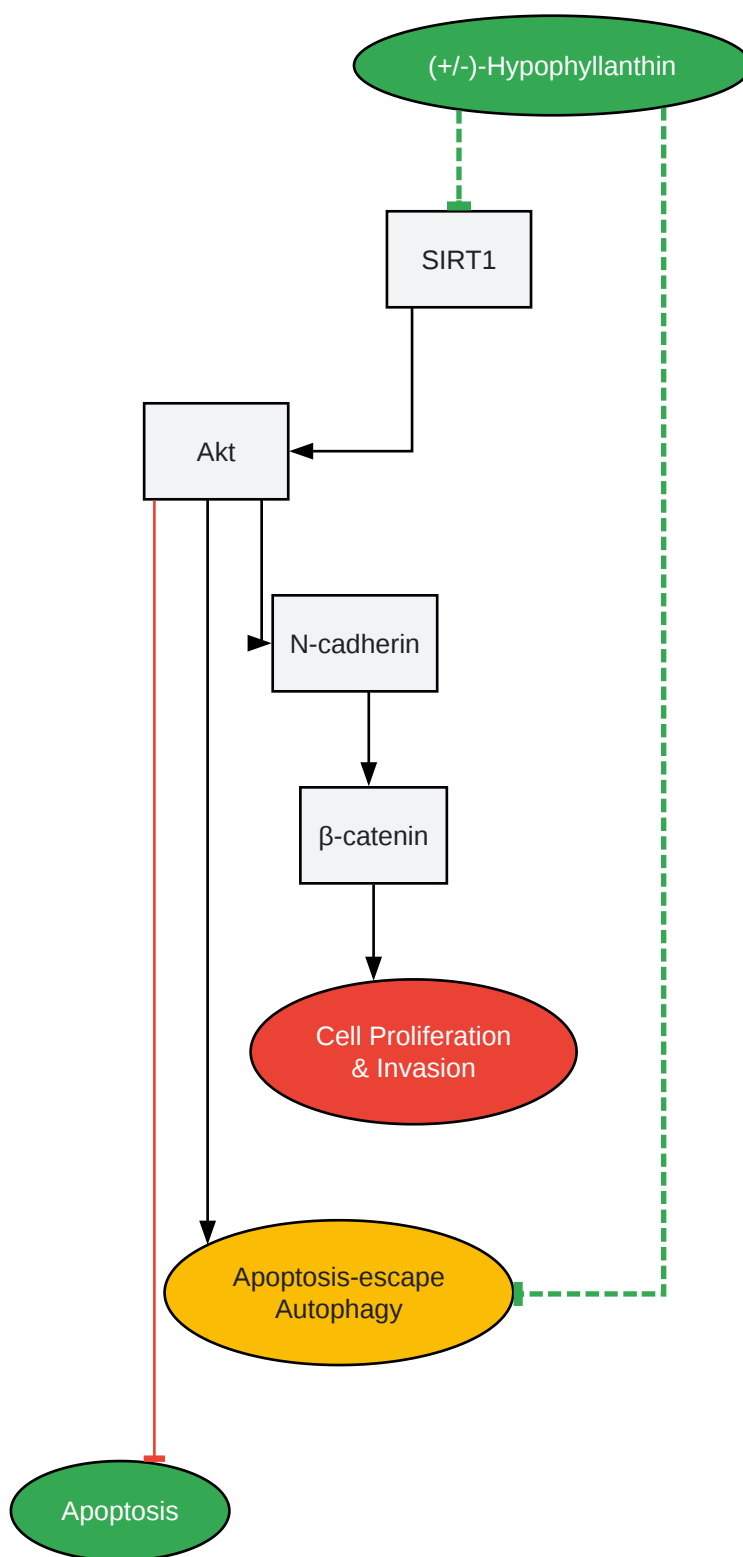 (+/-)-Hypophyllanthin
SIRT1
Akt
N-cadherin
β-catenin
Cell Proliferation
& Invasion
Apoptosis-escape
Autophagy
Apoptosis